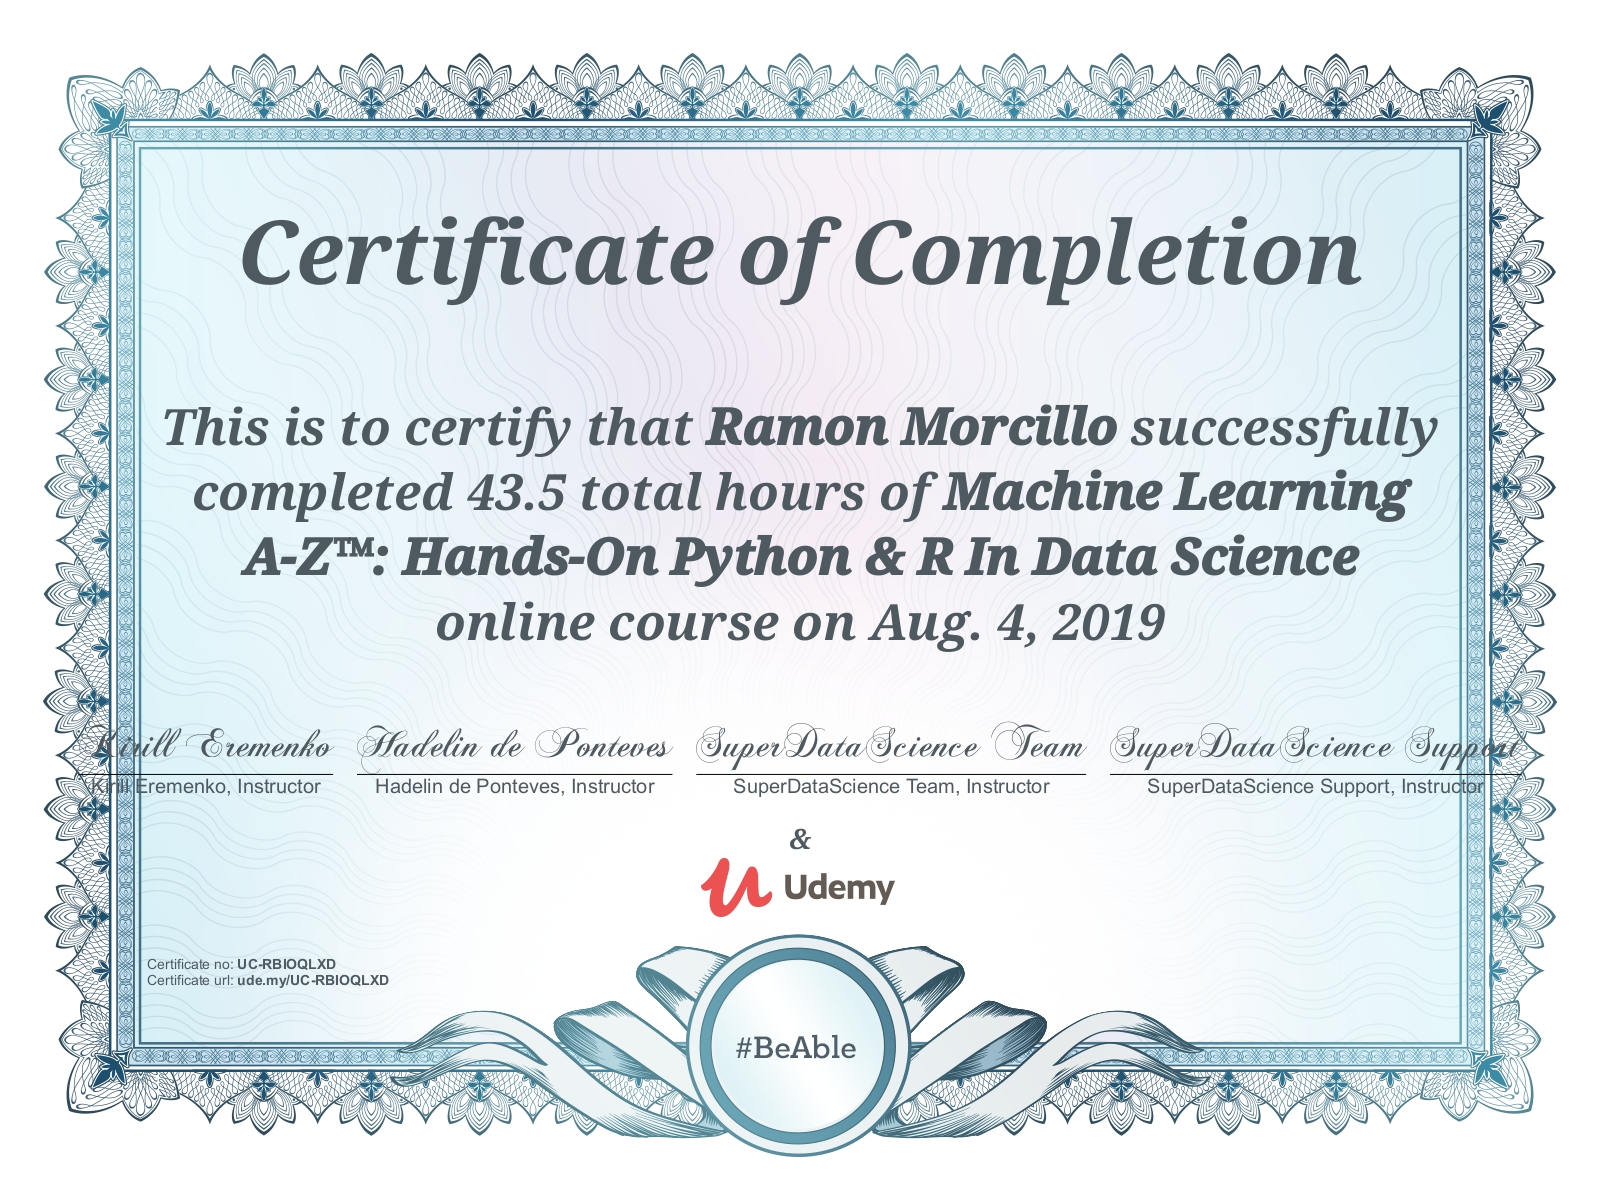 Certificate of Completion
This is to certify that Ramon Morcillo successfully
completed 43.5 total hours of Machine Learning
A-Z™: Hands-On Python & R In Data Science
online course on Aug. 4, 2019
Kirill Eremenko Hadelin de Ponteves SuperDataScience Team SuperDataScience Support
Kirill Eremenko, Instructor Hadelin de Ponteves, Instructor SuperDataScience Team, Instructor SuperDataScience Support, Instructor
&
Udemy
Certificate no: UC-RBIOQLXD
Certificate url: ude.my/UC-RBIOQLXD
#BeAble